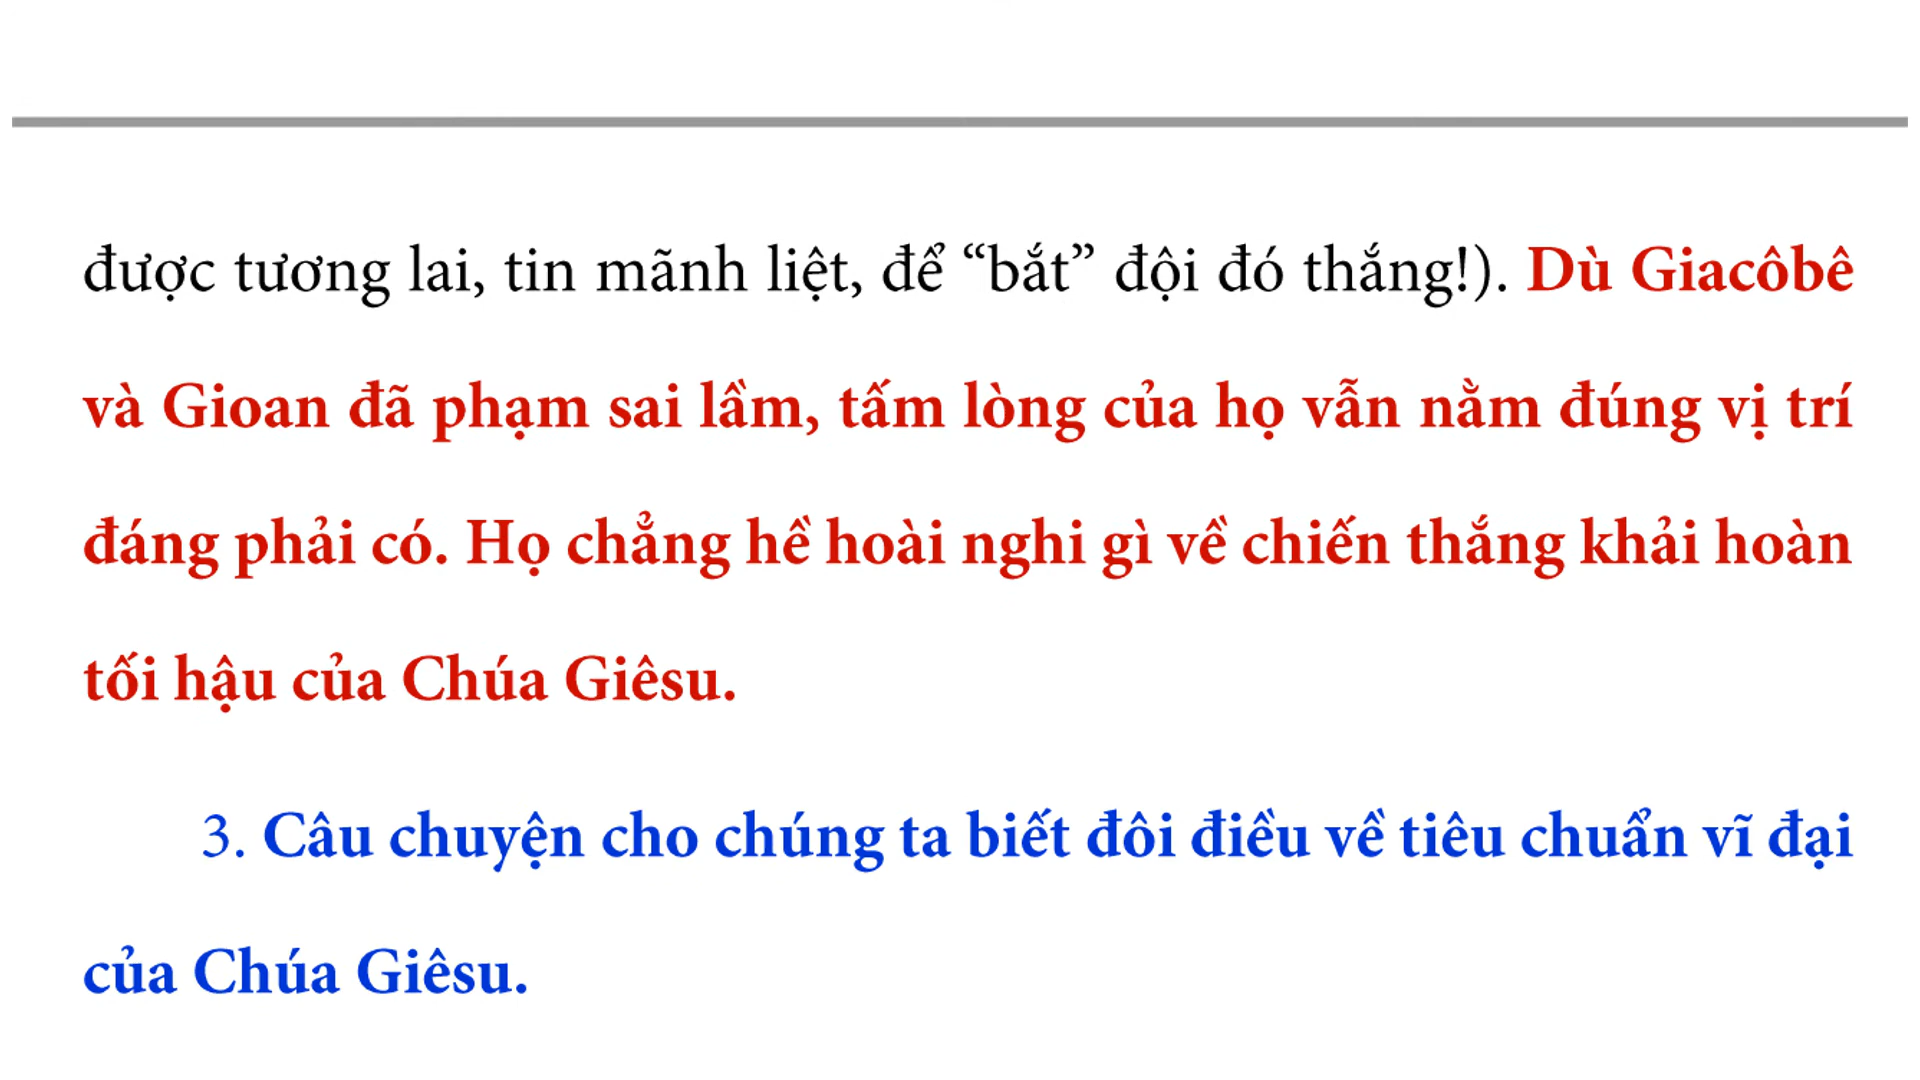 được tương lai, tin mãnh liệt, để “bắt” đội đó thắng!). Dù Giacôbê
và Gioan đã phạm sai lầm, tấm lòng của họ vẫn nằm đúng vị trí
đáng phải có. Họ chẳng hề hoài nghi gì về chiến thắng khải hoàn
tối hậu của Chúa Giêsu.
3. Câu chuyện cho chúng ta biết đôi điều về tiêu chuẩn vĩ đại
của Chúa Giêsu.